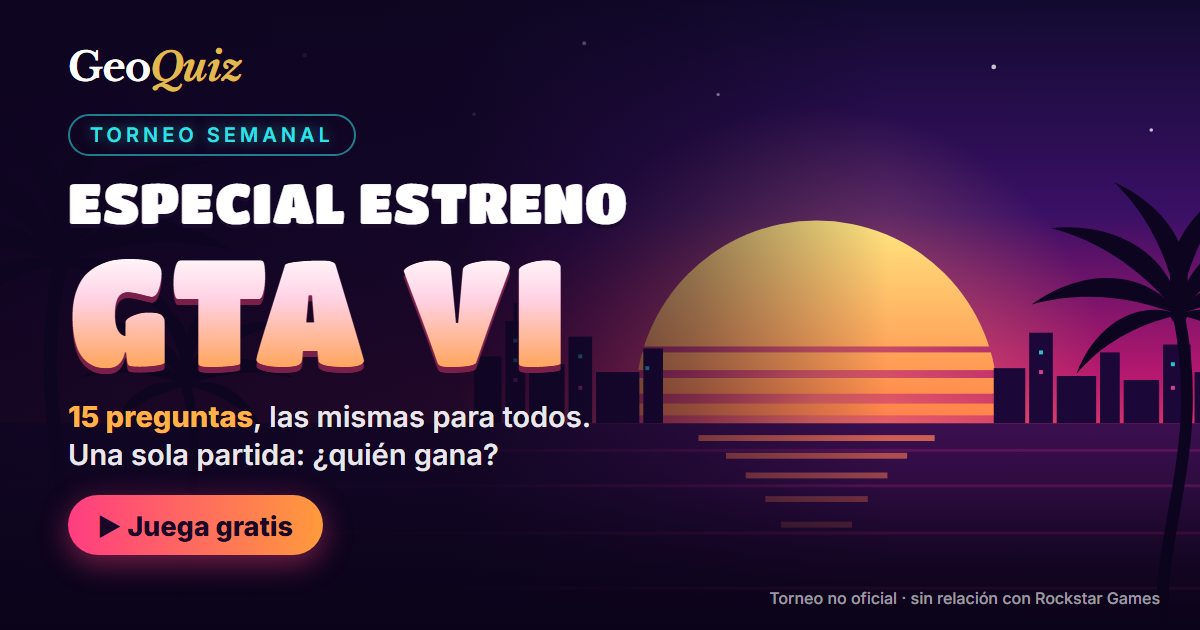 GeoQuiz
TORNEO SEMANAL
ESPECIAL ESTRENO
GTA VI
15 preguntas, las mismas para todos.
Una sola partida: ¿quién gana?
▶ Juega gratis
Torneo no oficial · sin relación con Rockstar Games